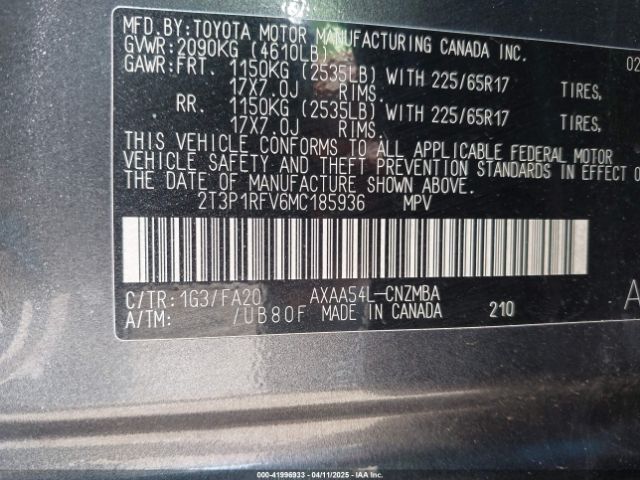 MFD.BY:TOYOTA MOTOR MANUFACTURING CANADA INC.
GVWR:2090KG (4610LB) 02
GAWR:FRT. 1150KG (2535LB) WITH 225/65R17 TIRES,
17X7.0J RIMS.
RR. 1150KG (2535LB) WITH 225/65R17 TIRES,
17X7.0J RIMS.
THIS VEHICLE CONFORMS TO ALL APPLICABLE FEDERAL MOTOR
VEHICLE SAFETY AND THEFT PREVENTION STANDARDS IN EFFECT O
THE DATE OF MANUFACTURE SHOWN ABOVE.
2T3P1RFV6MC185936 MPV
C/TR:1G3/FA20 AXAA54L-CNZMBA A
A/TM: /UB80F MADE IN CANADA 210
000-41996933 - 04/11/2025 - IAA Inc.